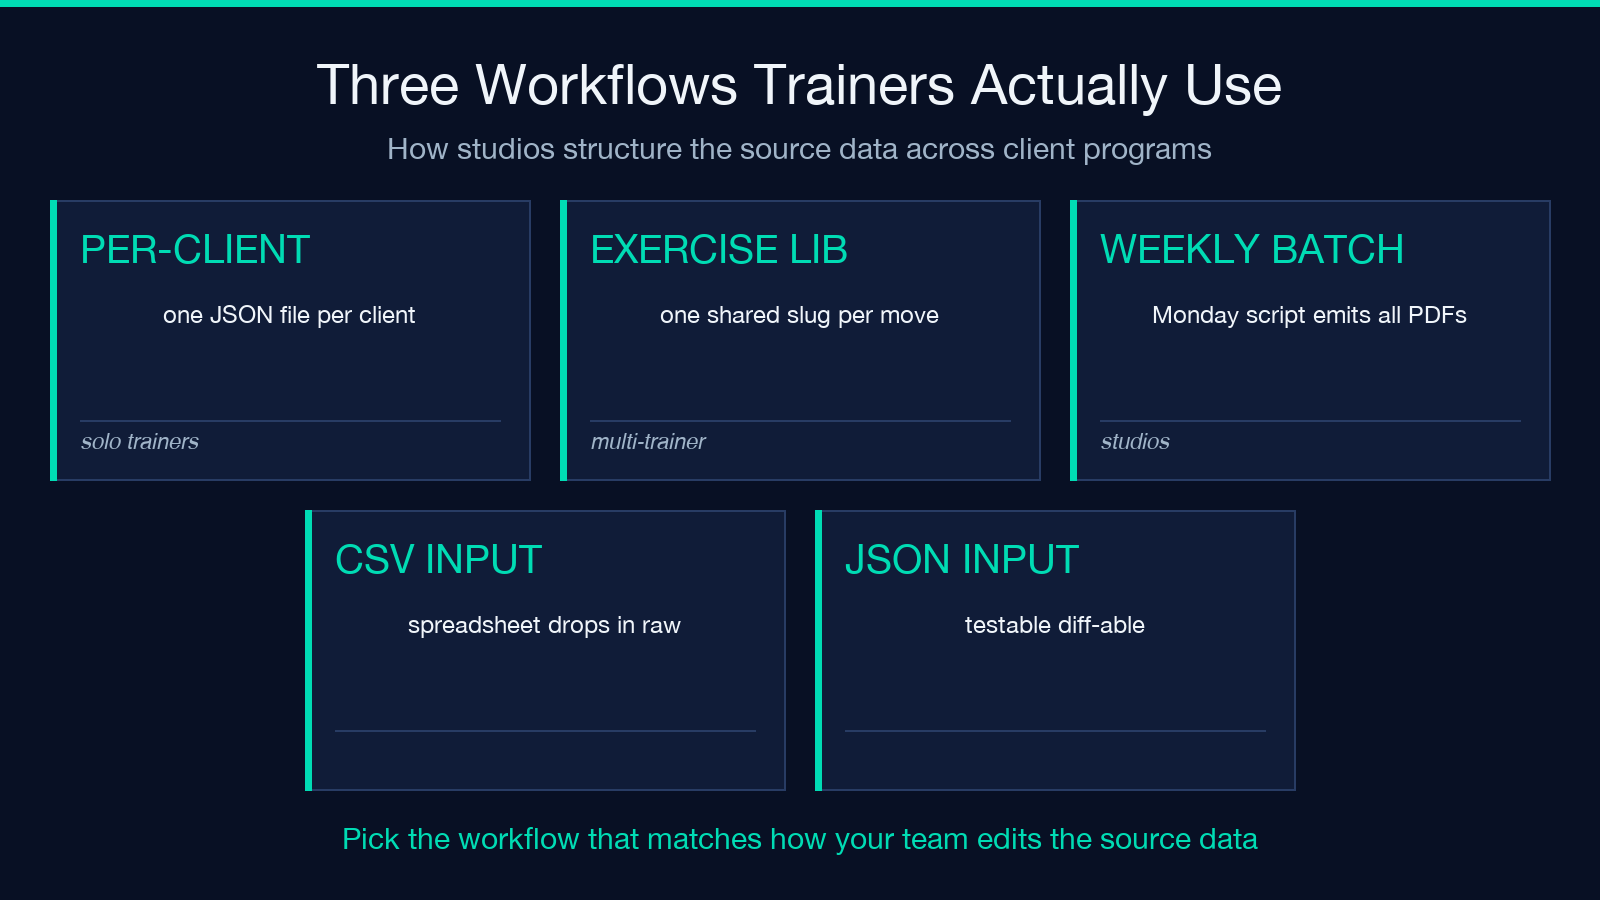 Three Workflows Trainers Actually Use
How studios structure the source data across client programs
PER-CLIENT
one JSON file per client
solo trainers
EXERCISE LIB
one shared slug per move
multi-trainer
WEEKLY BATCH
Monday script emits all PDFs
studios
CSV INPUT
spreadsheet drops in raw
JSON INPUT
testable diff-able
Pick the workflow that matches how your team edits the source data